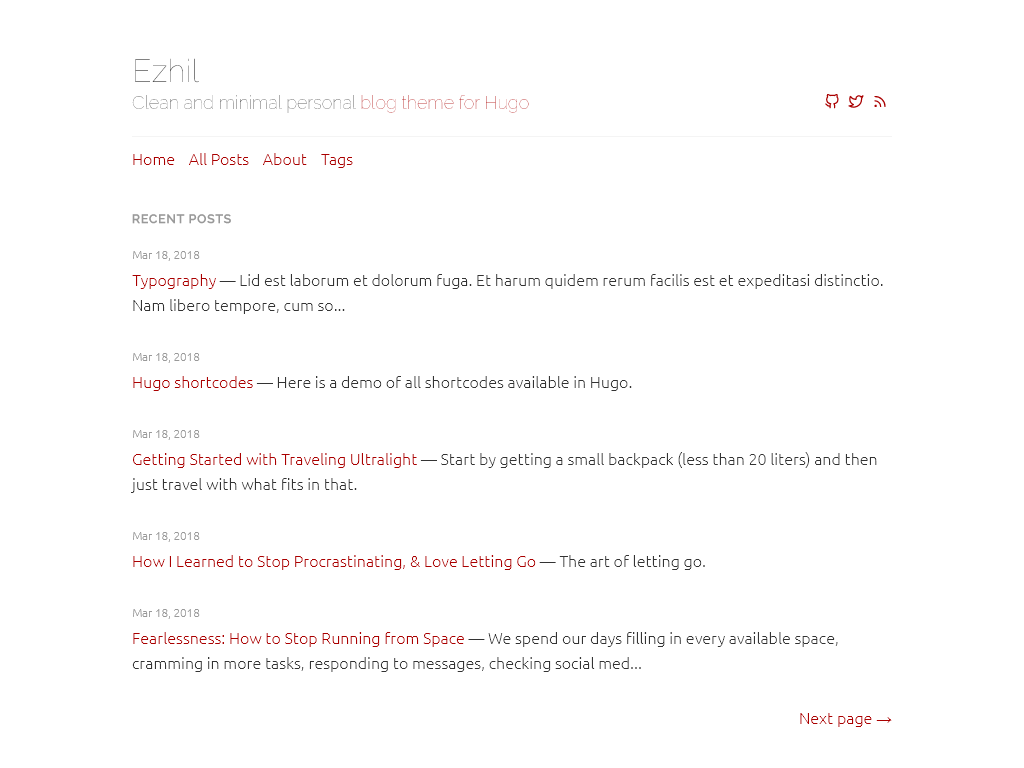 Ezhil
Clean and minimal personal blog theme for Hugo
Home All Posts About Tags
RECENT POSTS
Mar 18, 2018
Typography — Lid est laborum et dolorum fuga. Et harum quidem rerum facilis est et expeditasi distinctio.
Nam libero tempore, cum so...
Mar 18, 2018
Hugo shortcodes — Here is a demo of all shortcodes available in Hugo.
Mar 18, 2018
Getting Started with Traveling Ultralight — Start by getting a small backpack (less than 20 liters) and then
just travel with what fits in that.
Mar 18, 2018
How I Learned to Stop Procrastinating, & Love Letting Go — The art of letting go.
Mar 18, 2018
Fearlessness: How to Stop Running from Space — We spend our days filling in every available space,
cramming in more tasks, responding to messages, checking social med...
Next page →